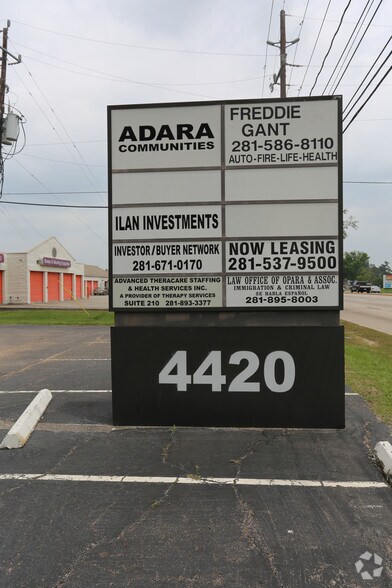 ADARA
COMMUNITIES
FREDDIE
GANT
281-586-8110
AUTO-FIRE-LIFE-HEALTH
ILAN INVESTMENTS
INVESTOR/BUYER NETWORK
281-671-0170
NOW LEASING
281-537-9500
ADVANCED THERACARE STAFFING
& HEALTH SERVICES INC.
A PROVIDER OF THERAPY SERVICES
SUITE 210 281-893-3377
LAW OFFICE OF OPARA & ASSOC.
IMMIGRATION & CRIMINAL LAW
SE HABLA ESPAÑOL
281-895-8003
4420